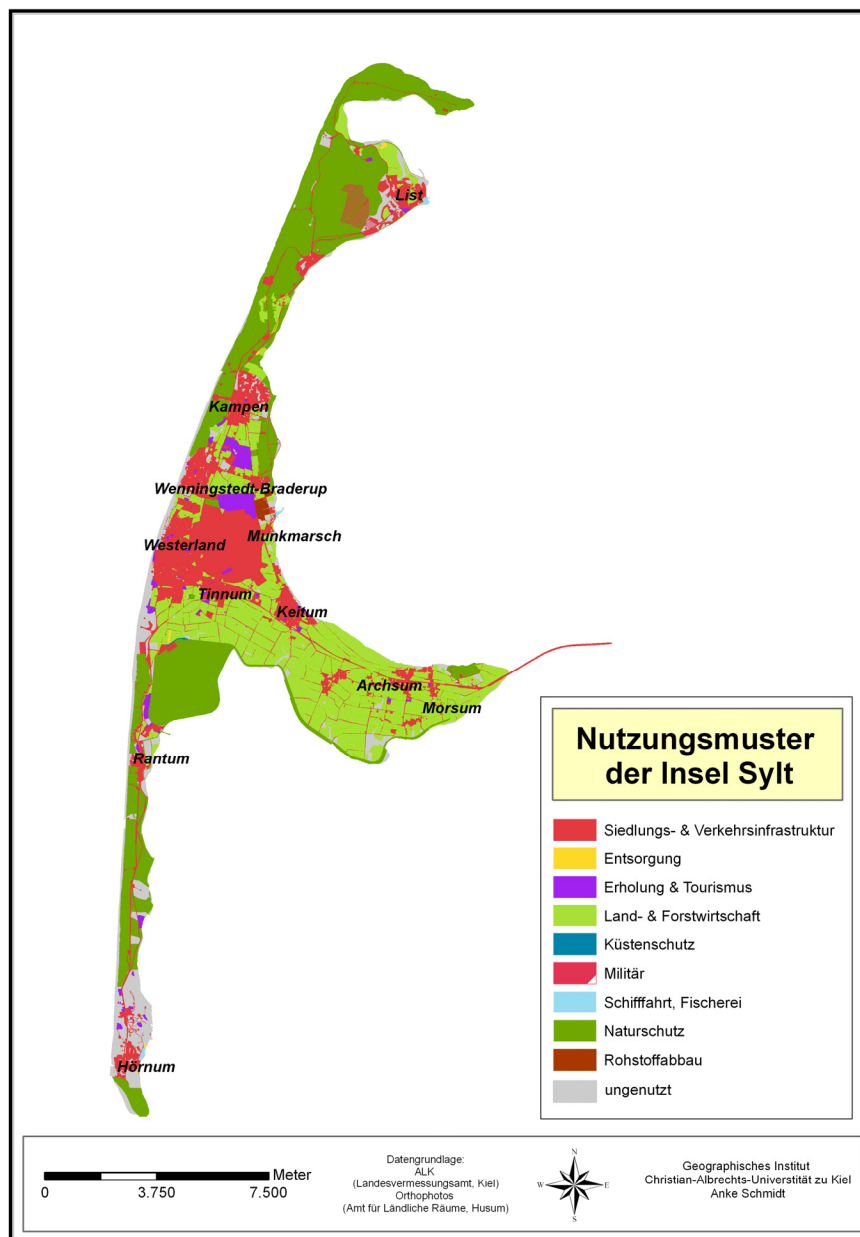 List
Kampen
Wenningstedt-Braderup
Munkmarsch
Westerland
Tinnum
Keitum
Archsum
Morsum
Rantum
Hörnum
Nutzungsmuster
der Insel Sylt
Siedlungs- & Verkehrsinfrastruktur
Entsorgung
Erholung & Tourismus
Land- & Forstwirtschaft
Küstenschutz
Militär
Schifffahrt, Fischerei
Naturschutz
Rohstoffabbau
ungenutzt
Meter
0 3.750 7.500
Datengrundlage:
ALK
(Landesvermessungsamt, Kiel)
Orthophotos
(Amt für Ländliche Räume, Husum)
N
W E
S
Geographisches Institut
Christian-Albrechts-Universtität zu Kiel
Anke Schmidt